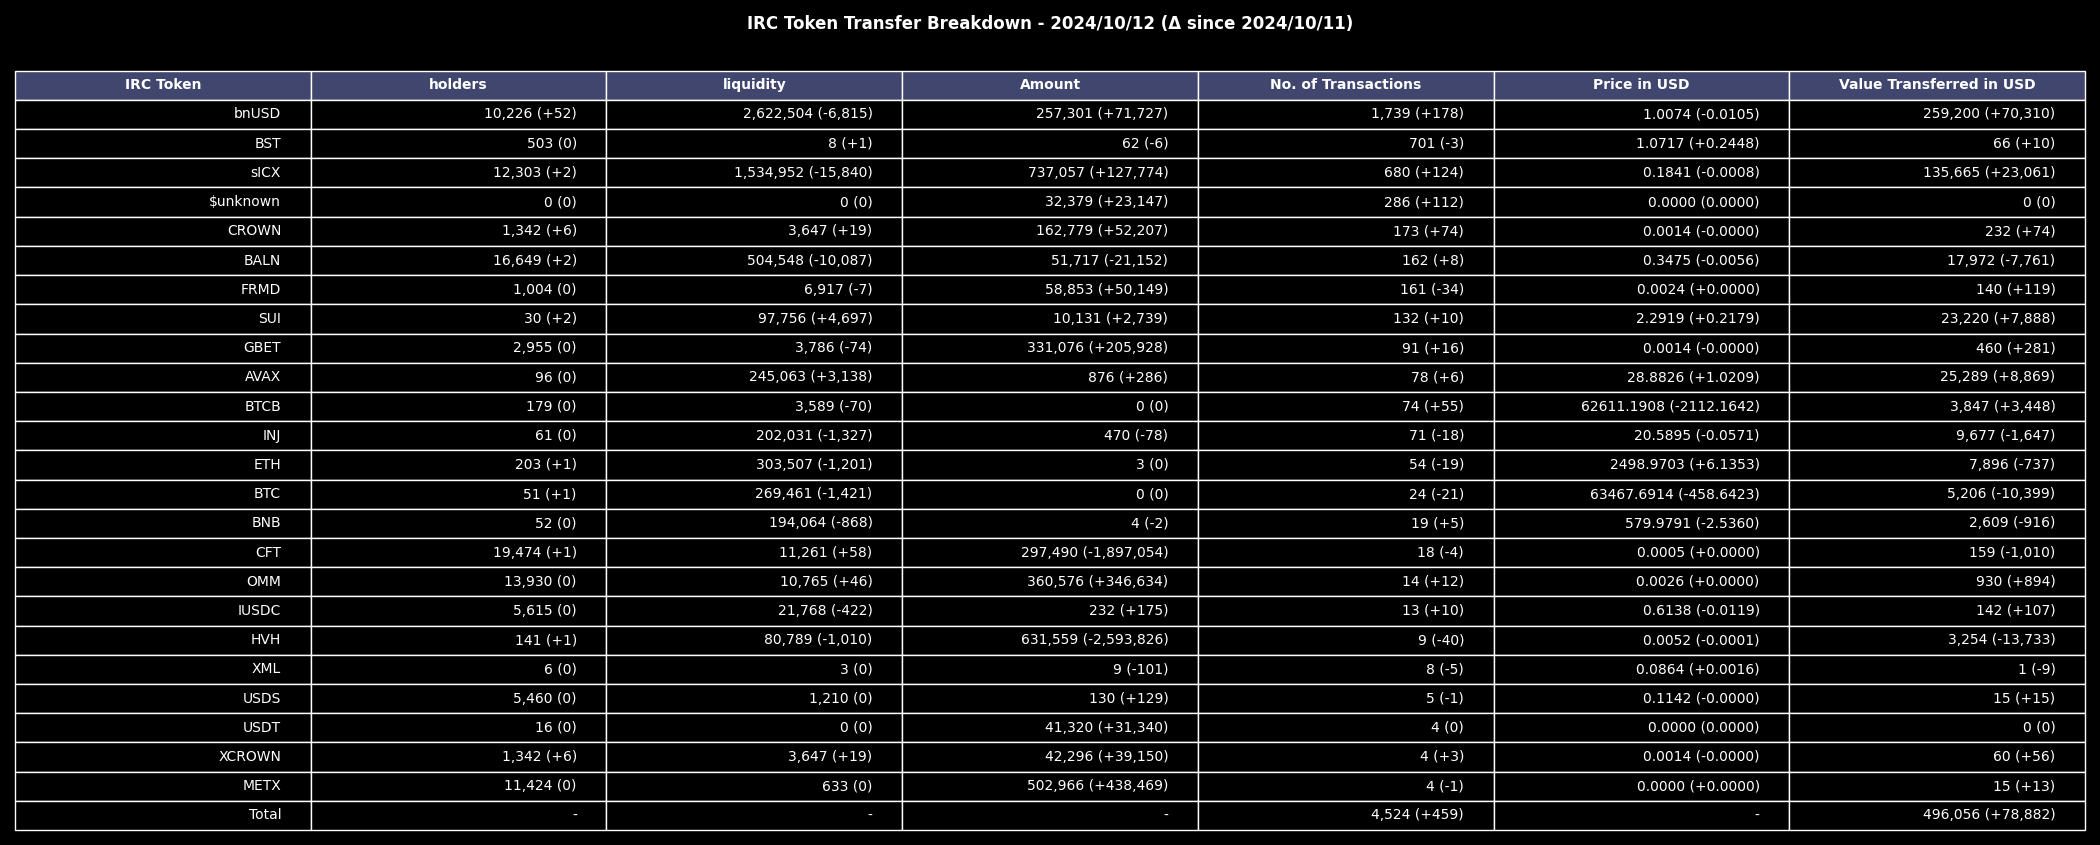 IRC Token Transfer Breakdown - 2024/10/12 (Δ since 2024/10/11)
IRC Token holders liquidity Amount No. of Transactions Price in USD Value Transferred in USD
bnUSD 10,226 (+52) 2,622,504 (-6,815) 257,301 (+71,727) 1,739 (+178) 1.0074 (-0.0105) 259,200 (+70,310)
BST 503 (0) 8 (+1) 62 (-6) 701 (-3) 1.0717 (+0.2448) 66 (+10)
sICX 12,303 (+2) 1,534,952 (-15,840) 737,057 (+127,774) 680 (+124) 0.1841 (-0.0008) 135,665 (+23,061)
$unknown 0 (0) 0 (0) 32,379 (+23,147) 286 (+112) 0.0000 (0.0000) 0 (0)
CROWN 1,342 (+6) 3,647 (+19) 162,779 (+52,207) 173 (+74) 0.0014 (-0.0000) 232 (+74)
BALN 16,649 (+2) 504,548 (-10,087) 51,717 (-21,152) 162 (+8) 0.3475 (-0.0056) 17,972 (-7,761)
FRMD 1,004 (0) 6,917 (-7) 58,853 (+50,149) 161 (-34) 0.0024 (+0.0000) 140 (+119)
SUI 30 (+2) 97,756 (+4,697) 10,131 (+2,739) 132 (+10) 2.2919 (+0.2179) 23,220 (+7,888)
GBET 2,955 (0) 3,786 (-74) 331,076 (+205,928) 91 (+16) 0.0014 (-0.0000) 460 (+281)
AVAX 96 (0) 245,063 (+3,138) 876 (+286) 78 (+6) 28.8826 (+1.0209) 25,289 (+8,869)
BTCB 179 (0) 3,589 (-70) 0 (0) 74 (+55) 62611.1908 (-2112.1642) 3,847 (+3,448)
INJ 61 (0) 202,031 (-1,327) 470 (-78) 71 (-18) 20.5895 (-0.0571) 9,677 (-1,647)
ETH 203 (+1) 303,507 (-1,201) 3 (0) 54 (-19) 2498.9703 (+6.1353) 7,896 (-737)
BTC 51 (+1) 269,461 (-1,421) 0 (0) 24 (-21) 63467.6914 (-458.6423) 5,206 (-10,399)
BNB 52 (0) 194,064 (-868) 4 (-2) 19 (+5) 579.9791 (-2.5360) 2,609 (-916)
CFT 19,474 (+1) 11,261 (+58) 297,490 (-1,897,054) 18 (-4) 0.0005 (+0.0000) 159 (-1,010)
OMM 13,930 (0) 10,765 (+46) 360,576 (+346,634) 14 (+12) 0.0026 (+0.0000) 930 (+894)
IUSDC 5,615 (0) 21,768 (-422) 232 (+175) 13 (+10) 0.6138 (-0.0119) 142 (+107)
HVH 141 (+1) 80,789 (-1,010) 631,559 (-2,593,826) 9 (-40) 0.0052 (-0.0001) 3,254 (-13,733)
XML 6 (0) 3 (0) 9 (-101) 8 (-5) 0.0864 (+0.0016) 1 (-9)
USDS 5,460 (0) 1,210 (0) 130 (+129) 5 (-1) 0.1142 (-0.0000) 15 (+15)
USDT 16 (0) 0 (0) 41,320 (+31,340) 4 (0) 0.0000 (0.0000) 0 (0)
XCROWN 1,342 (+6) 3,647 (+19) 42,296 (+39,150) 4 (+3) 0.0014 (-0.0000) 60 (+56)
METX 11,424 (0) 633 (0) 502,966 (+438,469) 4 (-1) 0.0000 (+0.0000) 15 (+13)
Total - - - 4,524 (+459) - 496,056 (+78,882)